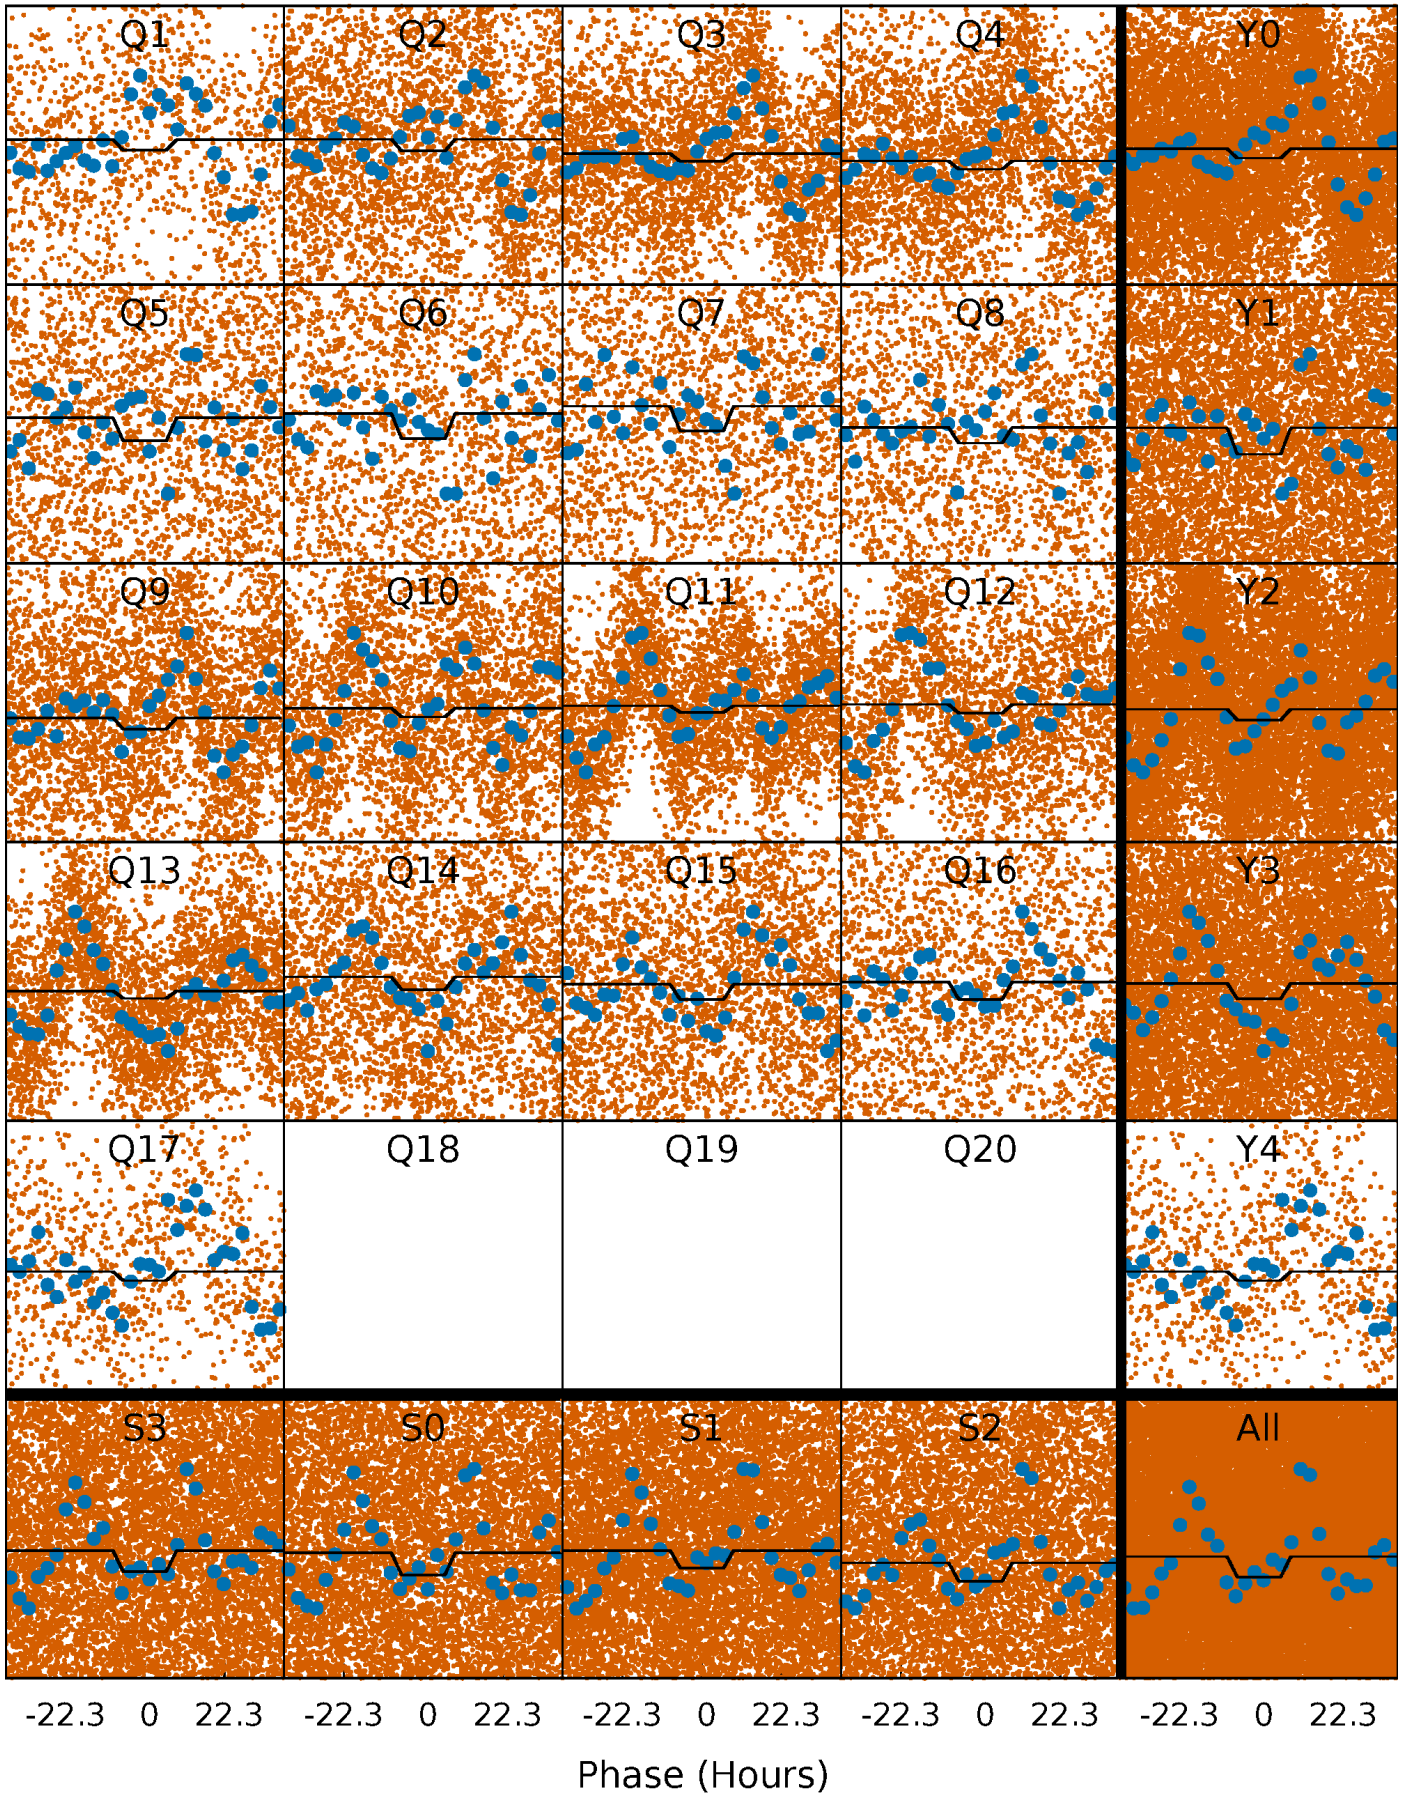 Q1 Q2 Q3 Q4 Y0
Q5 Q6 Q7 Q8 Y1
Q9 Q10 Q11 Q12 Y2
Q13 Q14 Q15 Q16 Y3
Q17 Q18 Q19 Q20 Y4
S3 S0 S1 S2 All
-22.3 0 22.3 -22.3 0 22.3 -22.3 0 22.3 -22.3 0 22.3 -22.3 0 22.3
Phase (Hours)